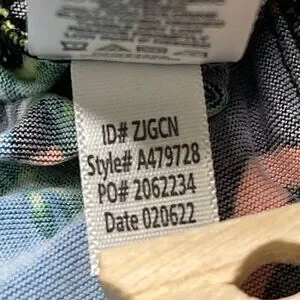 ID# ZJGCN
Style# A479728
PO# 2062234
Date 020622